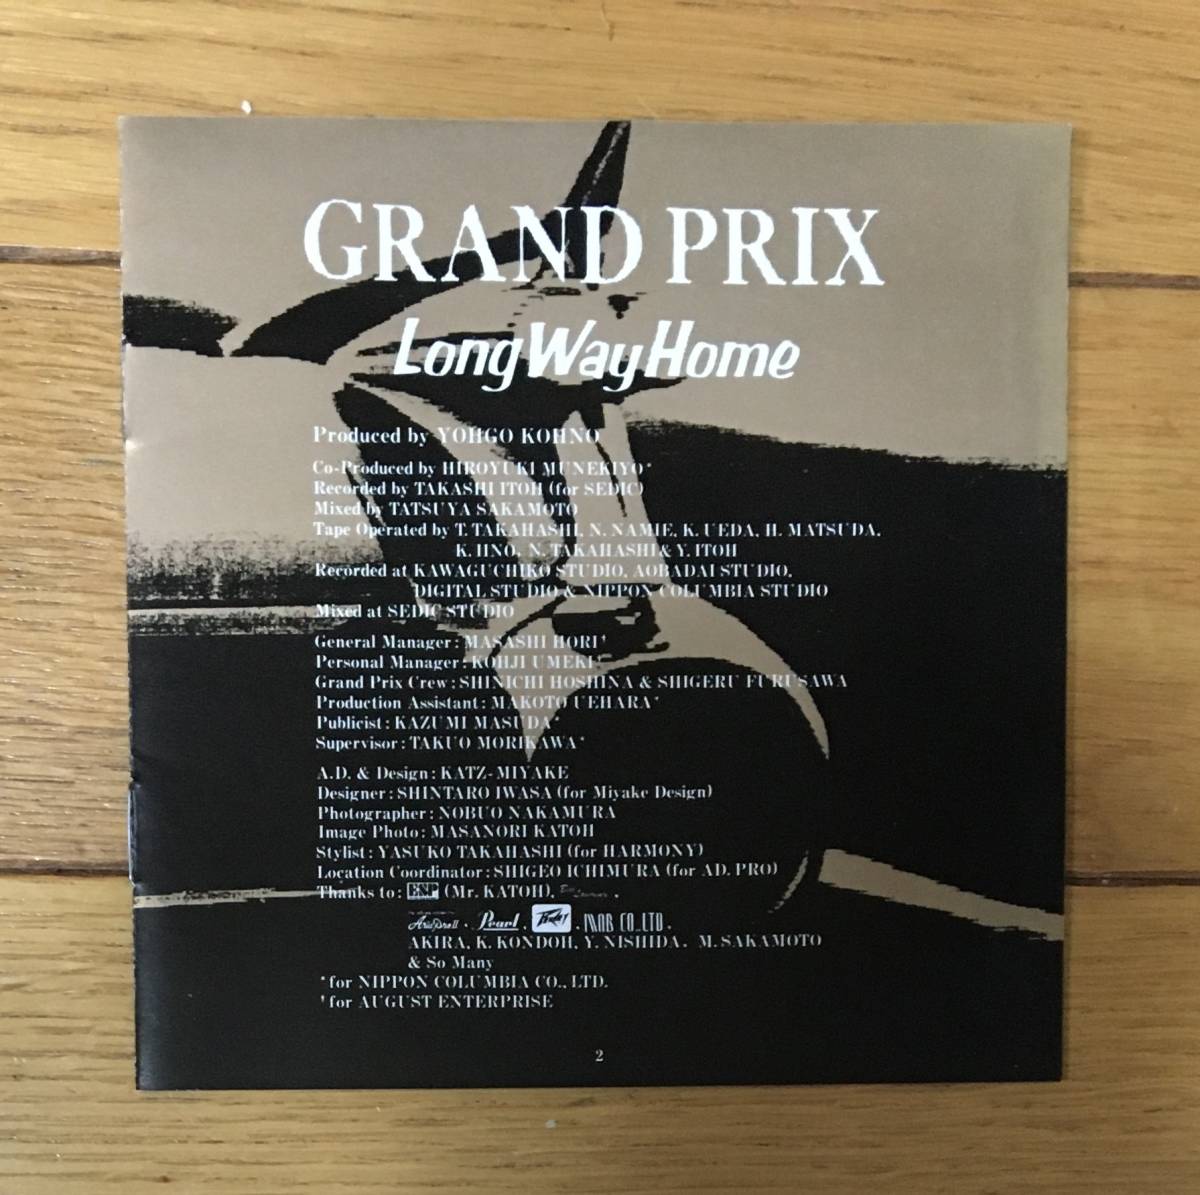 GRAND PRIX
Long Way Home
Produced by YOHGO KOHNO
Co-Produced by HIROYUKI MUNEKIYO*
Recorded by TAKASHI ITOH (for SEDIC)
Mixed by TATSUYA SAKAMOTO
Tape Operated by T. TAKAHASHI, N. NAMIE, K. UEDA, H. MATSUDA,
K. IINO, N. TAKAHASHI & Y. ITOH
Recorded at KAWAGUCHIKO STUDIO, AOBADAI STUDIO,
DIGITAL STUDIO & NIPPON COLUMBIA STUDIO
Mixed at SEDIC STUDIO
General Manager : MASASHI HORI†
Personal Manager : KOHJI UMEKI†
Grand Prix Crew : SHINICHI HOSHINA & SHIGERU FURUSAWA
Production Assistant : MAKOTO UEHARA*
Publicist : KAZUMI MASUDA*
Supervisor : TAKUO MORIKAWA*
A.D. & Design : KATZ-MIYAKE
Designer : SHINTARO IWASA (for Miyake Design)
Photographer : NOBUO NAKAMURA
Image Photo : MASANORI KATOH
Stylist : YASUKO TAKAHASHI (for HARMONY)
Location Coordinator : SHIGEO ICHIMURA (for AD. PRO)
Thanks to : ESP (Mr. KATOH),
AriaProII, Pearl, PEAVEY, CO.,LTD.
AKIRA, K. KONDOH, Y. NISHIDA, M. SAKAMOTO
& So Many
*for NIPPON COLUMBIA CO., LTD.
†for AUGUST ENTERPRISE
2